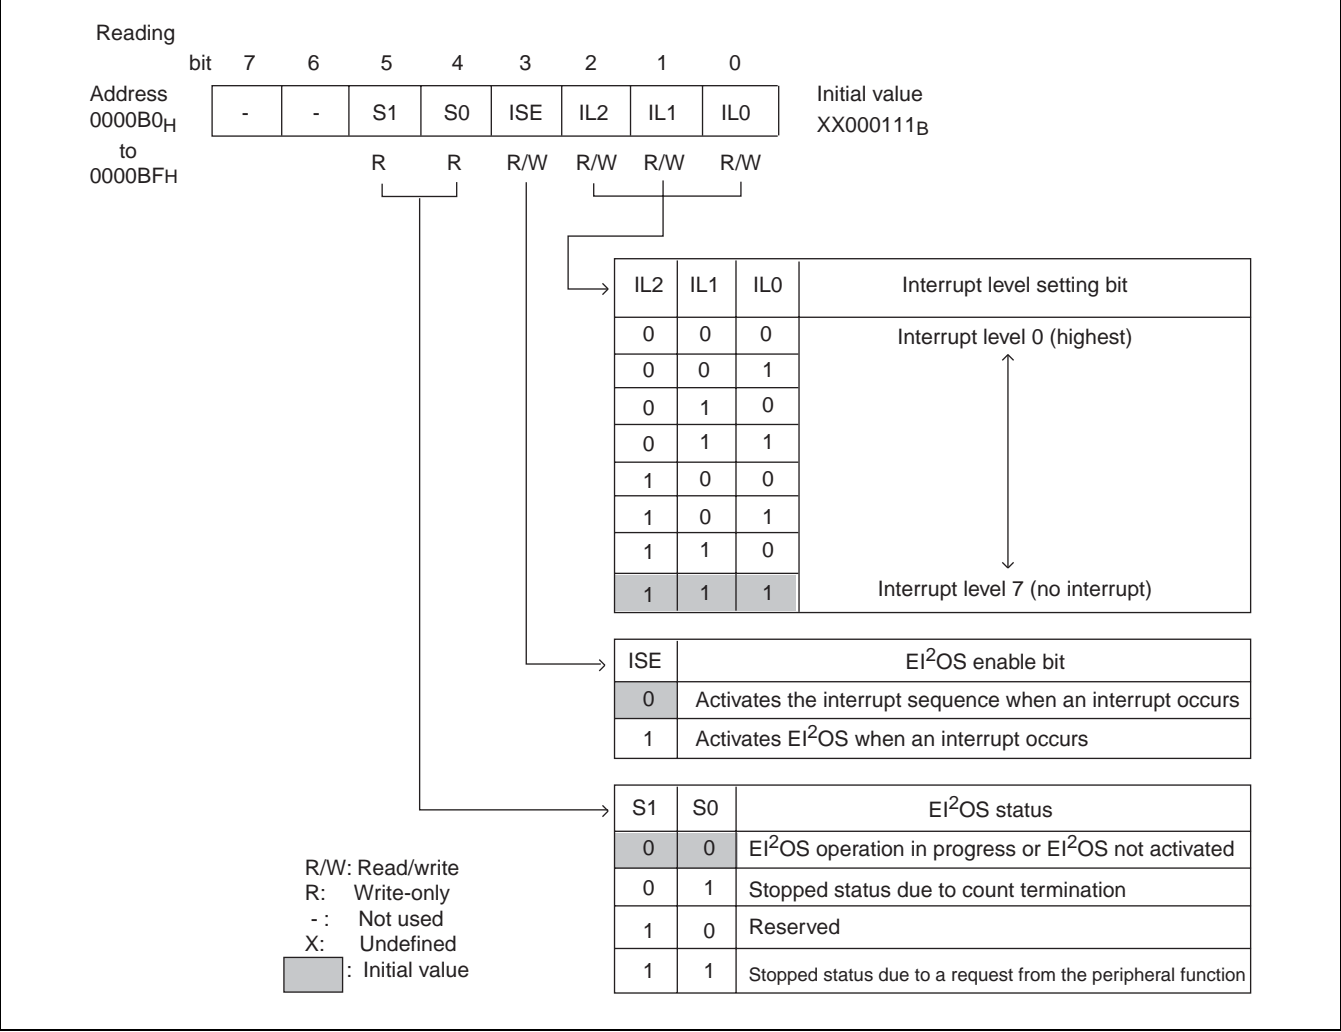 Reading
bit 7 6 5 4 3 2 1 0
Address 0000B0H to 0000BFH
- - S1 S0 ISE IL2 IL1 IL0
Initial value
XX000111B
R R R/W R/W R/W R/W
IL2 IL1 IL0 Interrupt level setting bit
0 0 0 Interrupt level 0 (highest)
0 0 1
0 1 0
0 1 1
1 0 0
1 0 1
1 1 0
1 1 1 Interrupt level 7 (no interrupt)
ISE EI2OS enable bit
0 Activates the interrupt sequence when an interrupt occurs
1 Activates EI2OS when an interrupt occurs
S1 S0 EI2OS status
0 0 EI2OS operation in progress or EI2OS not activated
0 1 Stopped status due to count termination
1 0 Reserved
1 1 Stopped status due to a request from the peripheral function
R/W: Read/write
R: Write-only
- : Not used
X: Undefined
: Initial value